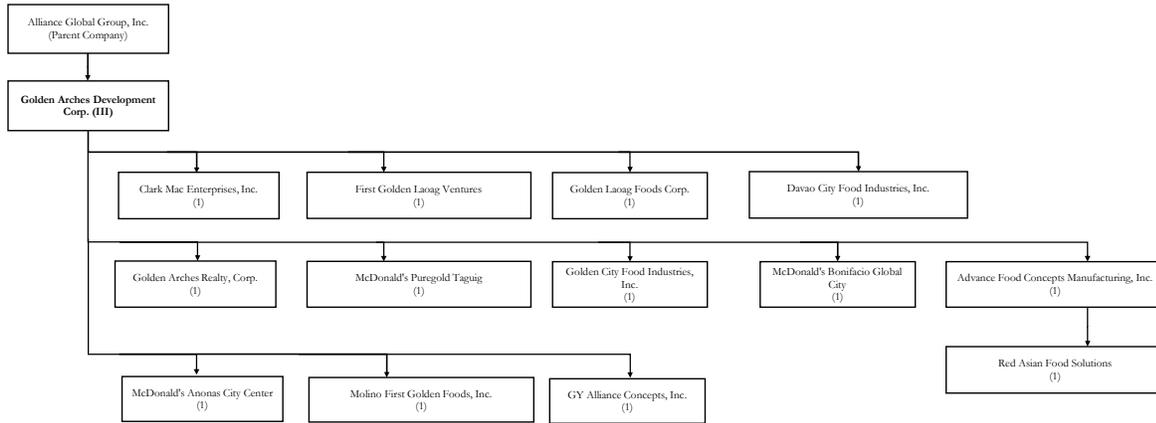 Alliance Global Group, Inc.
(Parent Company)
Golden Arches Development
Corp. (III)
Clark Mac Enterprises, Inc.
(1)
First Golden Laoag Ventures
(1)
Golden Laoag Foods Corp.
(1)
Davao City Food Industries, Inc.
(1)
Golden Arches Realty, Corp.
(1)
McDonald's Puregold Taguig
(1)
Golden City Food Industries,
Inc.
(1)
McDonald's Bonifacio Global
City
(1)
Advance Food Concepts Manufacturing, Inc.
(1)
Red Asian Food Solutions
(1)
McDonald's Anonas City Center
(1)
Molino First Golden Foods, Inc.
(1)
GY Alliance Concepts, Inc.
(1)